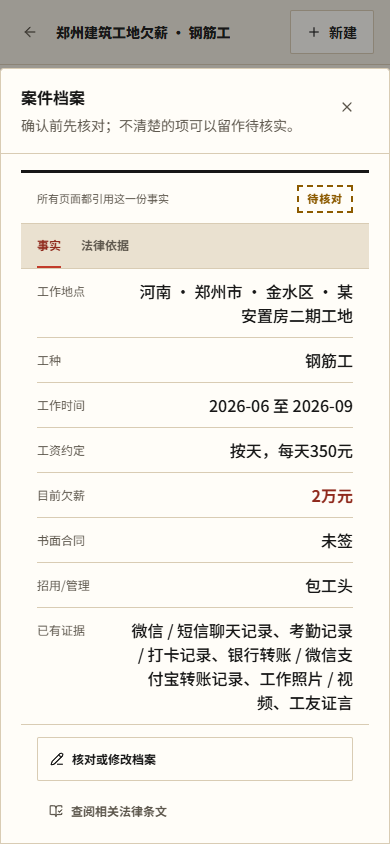 郑州建筑工地欠薪 · 钢筋工
新建
案件档案
确认前先核对；不清楚的项可以留作待核实。
所有页面都引用这一份事实
待核对
事实 法律依据
工作地点 河南 · 郑州市 · 金水区 · 某
安置房二期工地
工种 钢筋工
工作时间 2026-06 至 2026-09
工资约定 按天，每天350元
目前欠薪 2万元
书面合同 未签
招用/管理 包工头
已有证据 微信 / 短信聊天记录、考勤记录
/ 打卡记录、银行转账 / 微信支
付宝转账记录、工作照片 / 视
频、工友证言
核对或修改档案
查阅相关法律条文